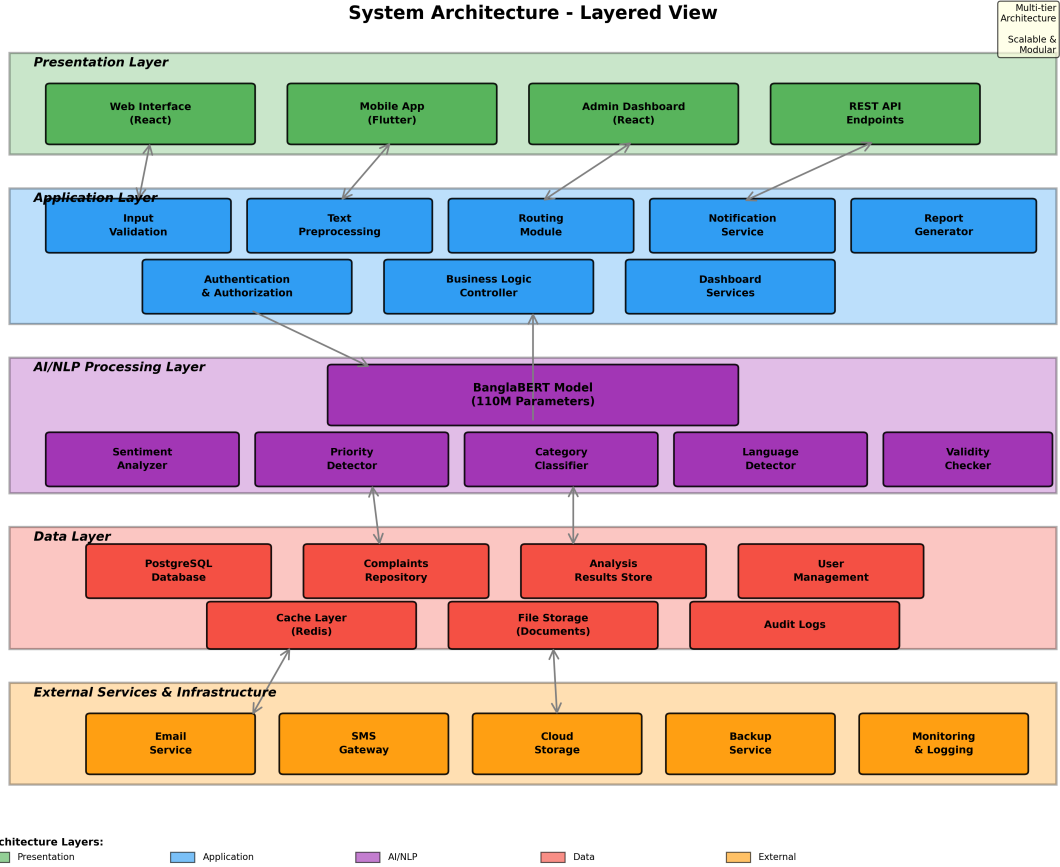 System Architecture - Layered View
Multi-tier
Architecture
Scalable &
Modular
Presentation Layer
Web Interface
(React)
Mobile App
(Flutter)
Admin Dashboard
(React)
REST API
Endpoints
Application Layer
Input
Validation
Text
Preprocessing
Routing
Module
Notification
Service
Report
Generator
Authentication
& Authorization
Business Logic
Controller
Dashboard
Services
AI/NLP Processing Layer
BanglaBERT Model
(110M Parameters)
Sentiment
Analyzer
Priority
Detector
Category
Classifier
Language
Detector
Validity
Checker
Data Layer
PostgreSQL
Database
Complaints
Repository
Analysis
Results Store
User
Management
Cache Layer
(Redis)
File Storage
(Documents)
Audit Logs
External Services & Infrastructure
Email
Service
SMS
Gateway
Cloud
Storage
Backup
Service
Monitoring
& Logging
chitecture Layers:
Presentation
Application
AI/NLP
Data
External